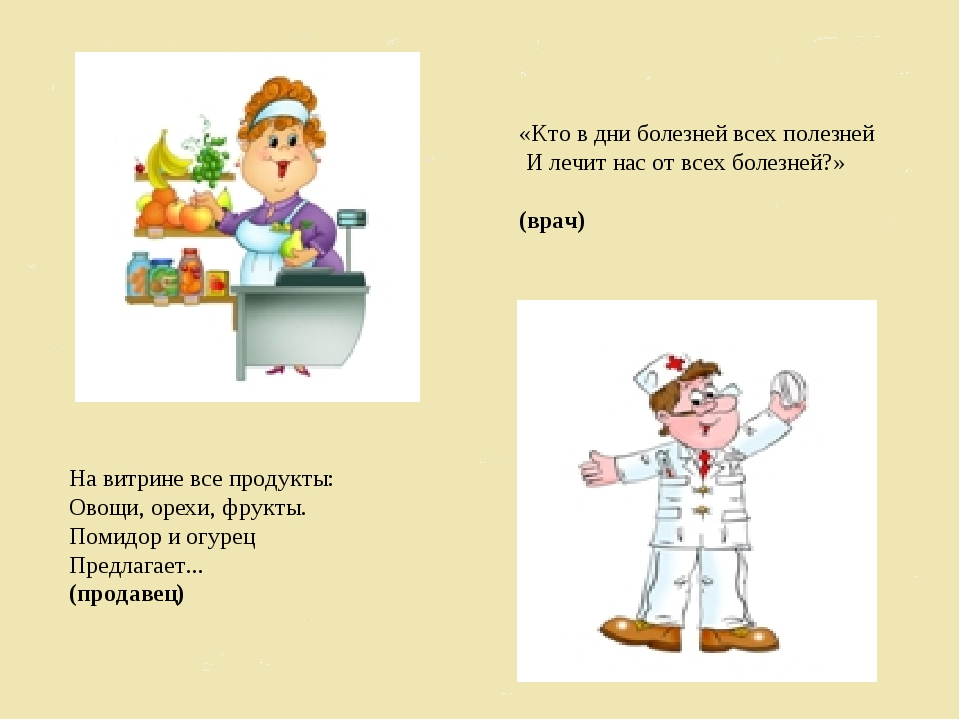 «Кто в дни болезней всех полезней
И лечит нас от всех болезней?»
(врач)
На витрине все продукты:
Овощи, орехи, фрукты.
Помидор и огурец
Предлагает...
(продавец)